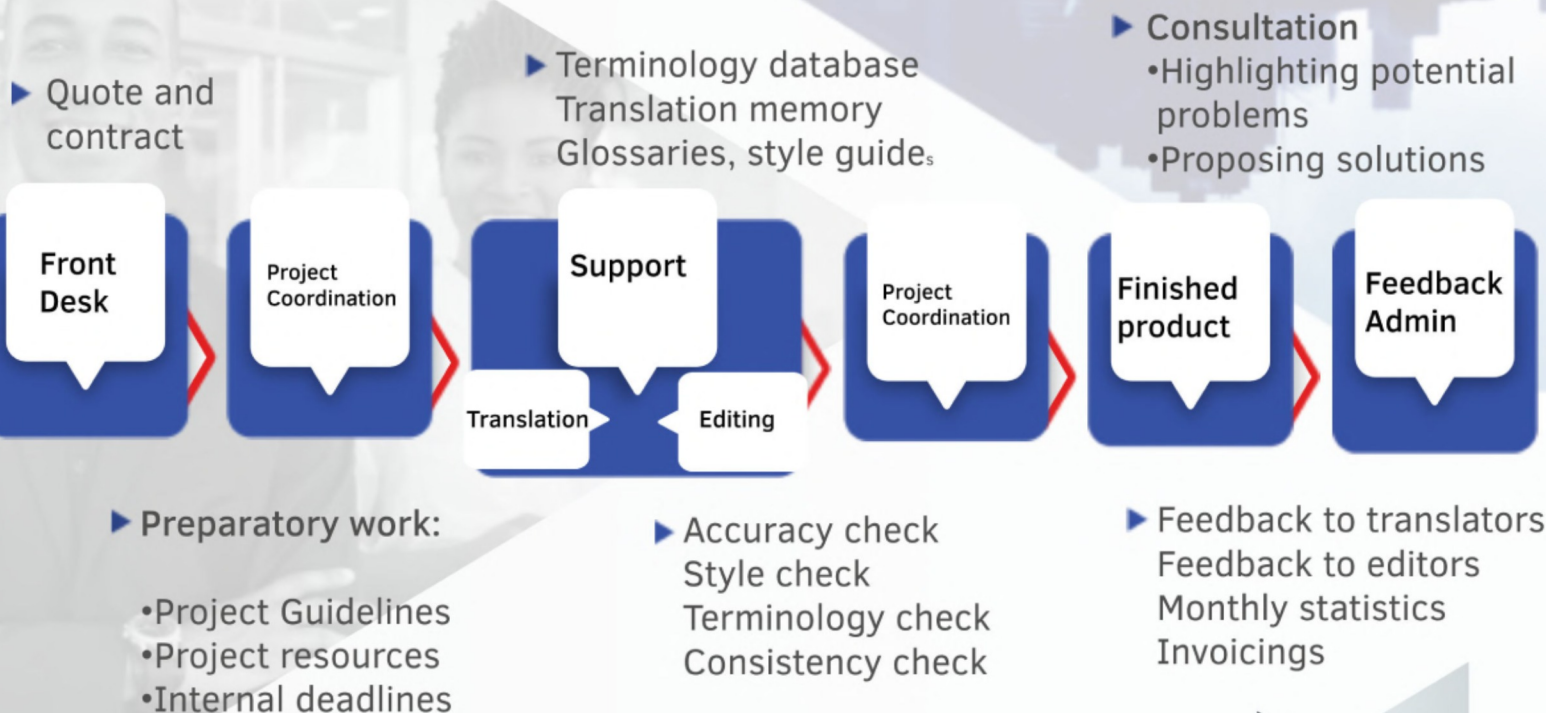 Quote and
contract
Terminology database
Translation memory
Glossaries, style guides
Consultation
•Highlighting potential
problems
•Proposing solutions
Front
Desk
Project
Coordination
Support
Translation
Editing
Project
Coordination
Finished
product
Feedback
Admin
Preparatory work:
•Project Guidelines
•Project resources
•Internal deadlines
Accuracy check
Style check
Terminology check
Consistency check
Feedback to translators
Feedback to editors
Monthly statistics
Invoicings